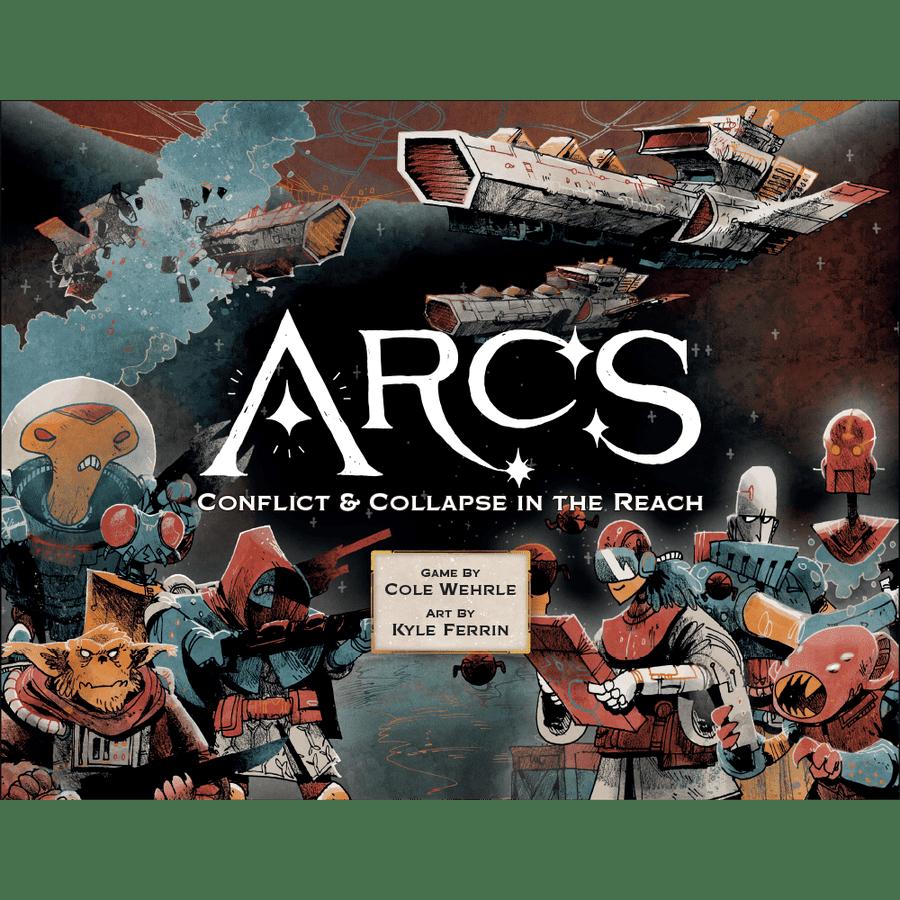 ARCS
CONFLICT & COLLAPSE IN THE REACH
GAME BY
COLE WEHRLE
ART BY
KYLE FERRIN